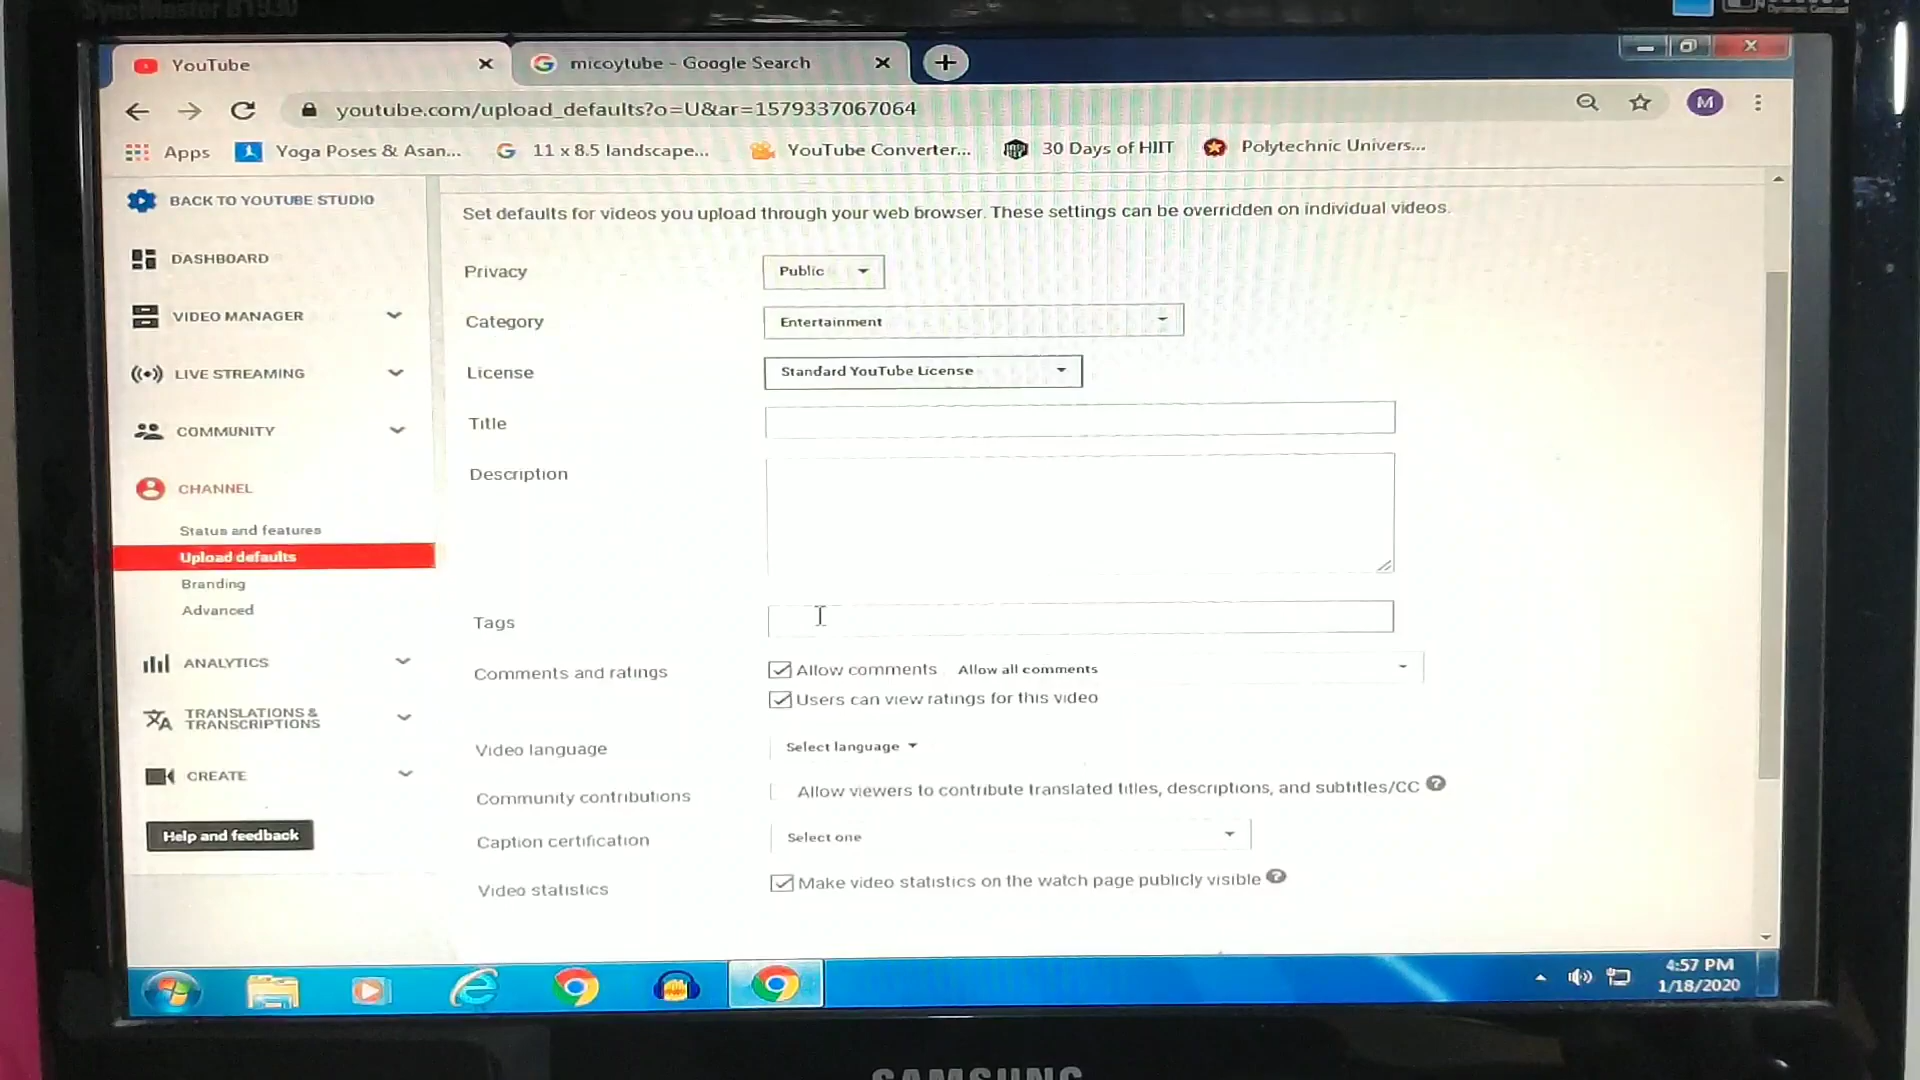 SyncMaster B1930
YouTube
micoytube - Google Search
youtube.com/upload_defaults?o=U&ar=1579337067064
M
Apps
Yoga Poses & Asan...
11 x 8.5 landscape...
YouTube Converter...
30 Days of HIIT
Polytechnic Univers...
BACK TO YOUTUBE STUDIO
Set defaults for videos you upload through your web browser. These settings can be overridden on individual videos.
DASHBOARD
Privacy
Public
VIDEO MANAGER
Category
Entertainment
LIVE STREAMING
License
Standard YouTube License
COMMUNITY
Title
CHANNEL
Description
Status and features
Upload defaults
Branding
Advanced
Tags
ANALYTICS
Comments and ratings
Allow comments
Allow all comments
Users can view ratings for this video
TRANSLATIONS &
TRANSCRIPTIONS
Video language
Select language
CREATE
Community contributions
Allow viewers to contribute translated titles, descriptions, and subtitles/CC
Help and feedback
Caption certification
Select one
Video statistics
Make video statistics on the watch page publicly visible
4:57 PM
1/18/2020
SAMSUNG